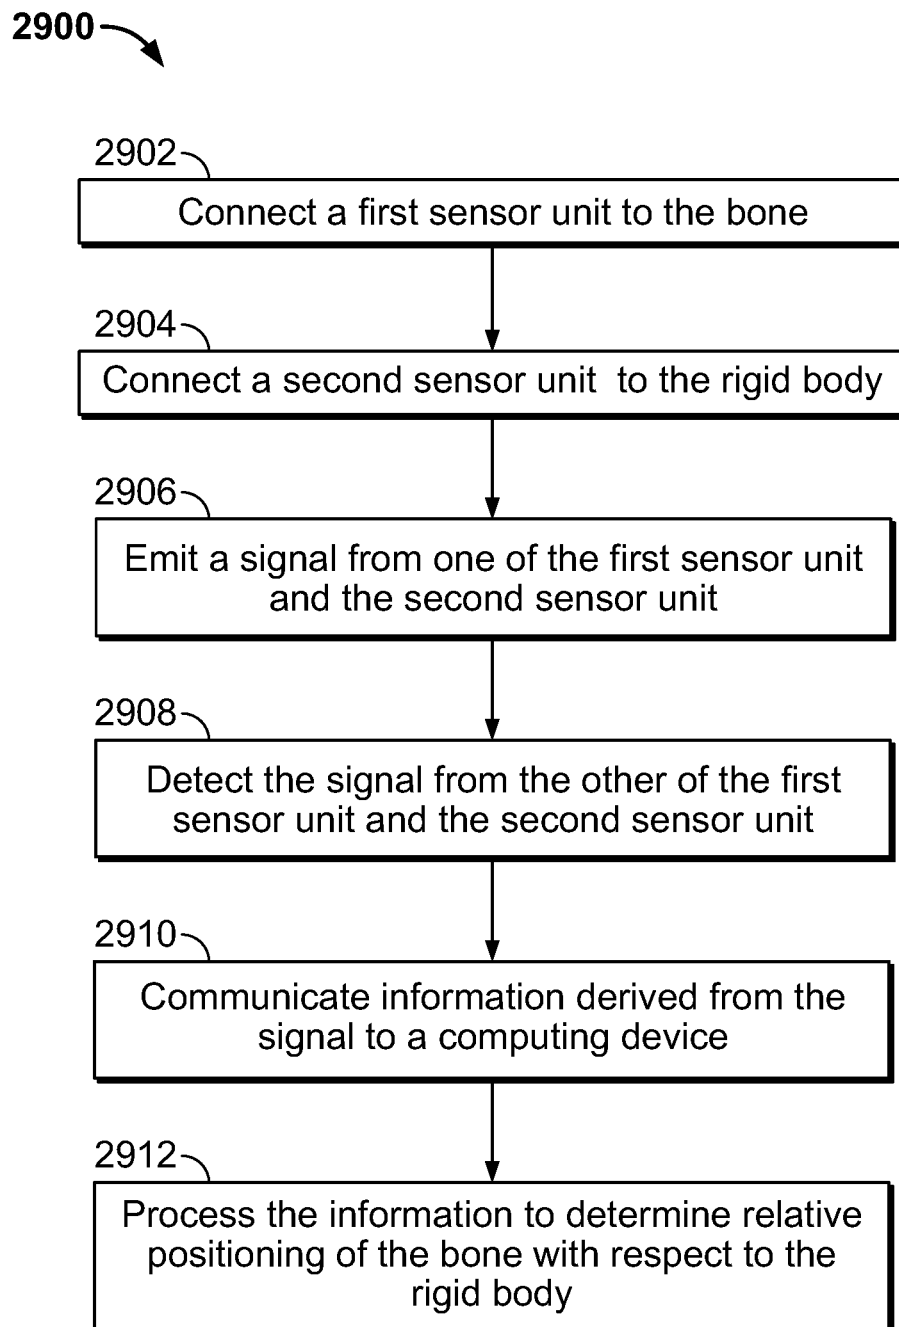 2900
2902
Connect a first sensor unit to the bone
2904
Connect a second sensor unit to the rigid body
2906
Emit a signal from one of the first sensor unit
and the second sensor unit
2908
Detect the signal from the other of the first
sensor unit and the second sensor unit
2910
Communicate information derived from the
signal to a computing device
2912
Process the information to determine relative
positioning of the bone with respect to the
rigid body